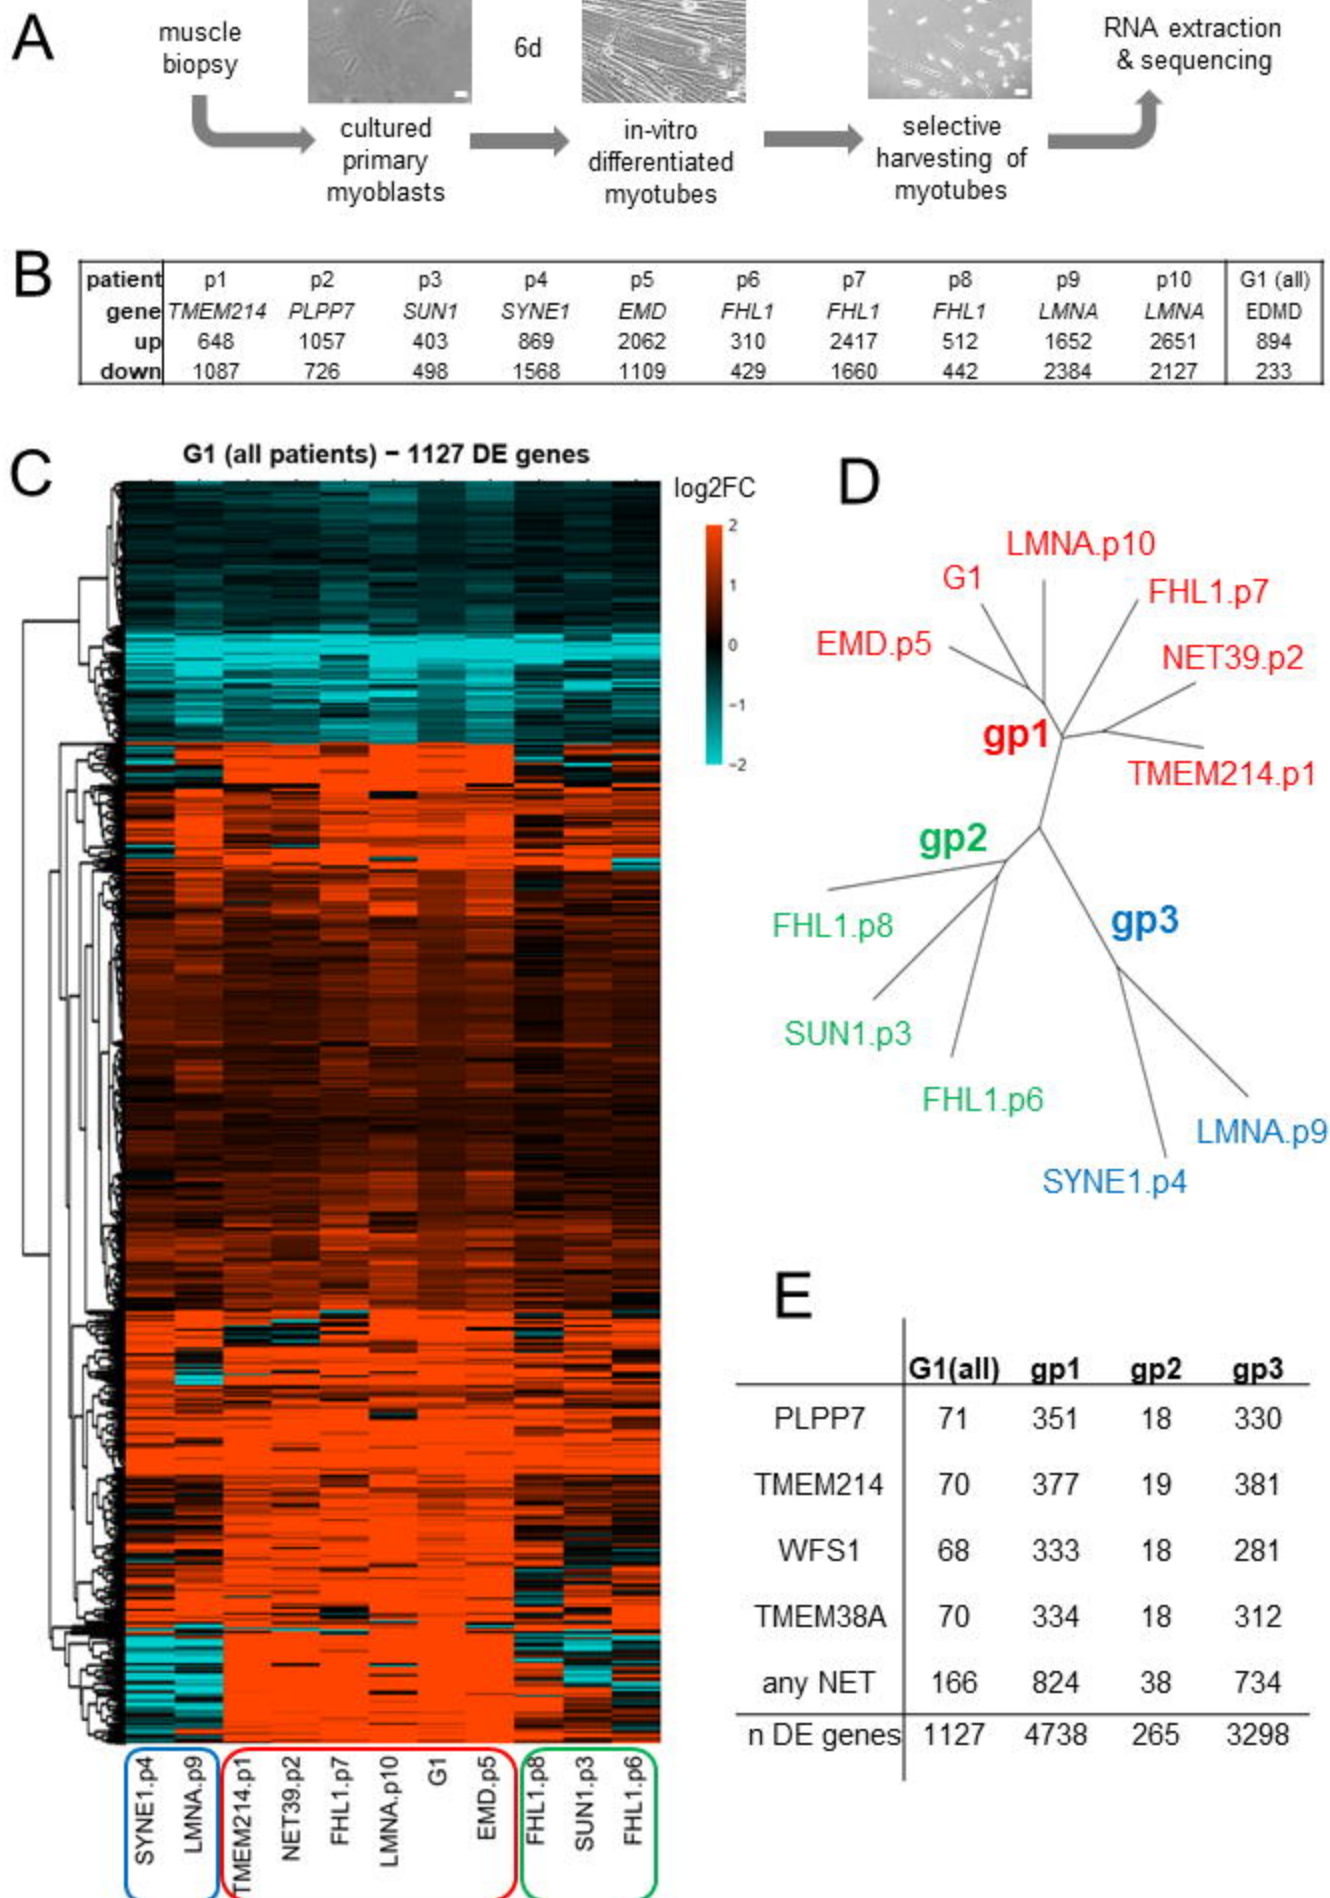 A
muscle
biopsy
6d
RNA extraction
& sequencing
cultured
primary
myoblasts
in-vitro
differentiated
myotubes
selective
harvesting of
myotubes
B
patient p1 p2 p3 p4 p5 p6 p7 p8 p9 p10 G1 (all)
gene TMEM214 PLPP7 SUN1 SYNE1 EMD FHL1 FHL1 FHL1 LMNA LMNA EDMD
up 648 1057 403 869 2062 310 2417 512 1652 2651 894
down 1087 726 498 1568 1109 429 1660 442 2384 2127 233
C
G1 (all patients) − 1127 DE genes
log2FC
2
1
0
−1
−2
SYNE1.p4
LMNA.p9
TMEM214.p1
NET39.p2
FHL1.p7
LMNA.p10
G1
EMD.p5
FHL1.p8
SUN1.p3
FHL1.p6
D
LMNA.p10
G1
FHL1.p7
EMD.p5
NET39.p2
gp1
TMEM214.p1
gp2
FHL1.p8
gp3
SUN1.p3
FHL1.p6
LMNA.p9
SYNE1.p4
E
G1(all) gp1 gp2 gp3
PLPP7 71 351 18 330
TMEM214 70 377 19 381
WFS1 68 333 18 281
TMEM38A 70 334 18 312
any NET 166 824 38 734
n DE genes 1127 4738 265 3298